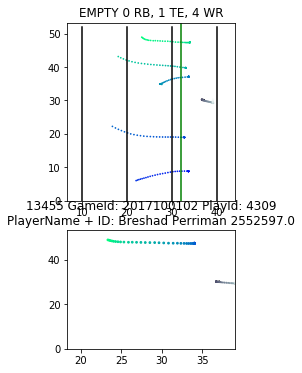 EMPTY 0 RB, 1 TE, 4 WR
50
40
30
20
10
0
10 20 30 40
13455 GameId: 2017100102 PlayId: 4309
PlayerName + ID: Breshad Perriman 2552597.0
40
20
0
20 25 30 35